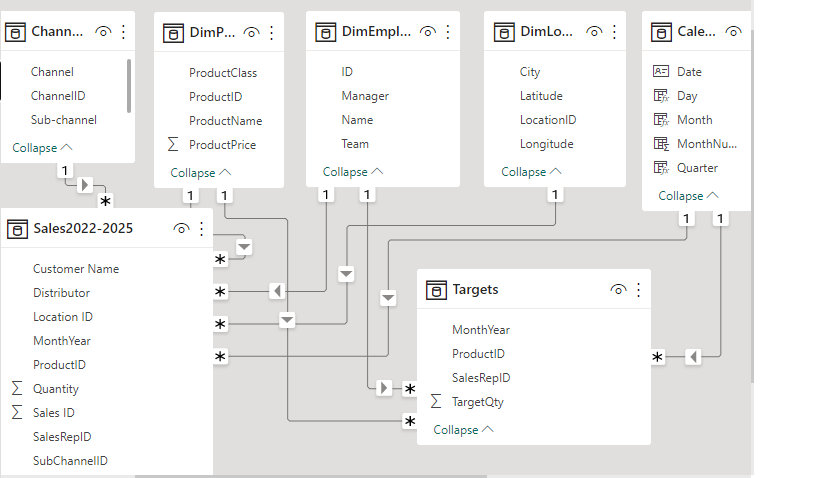 Chann...
Channel
ChannelID
Sub-channel
Collapse
DimP...
ProductClass
ProductID
ProductName
ProductPrice
Collapse
DimEmpl...
ID
Manager
Name
Team
Collapse
DimLo...
City
Latitude
LocationID
Longitude
Collapse
Cale...
Date
Day
Month
MonthNu...
Quarter
Collapse
1
1
1
1
1
1
1
1
*
Sales2022-2025
Customer Name
Distributor
Location ID
MonthYear
ProductID
Quantity
Sales ID
SalesRepID
SubChannelID
*
*
*
*
Targets
MonthYear
ProductID
SalesRepID
TargetQty
Collapse
*
*
*